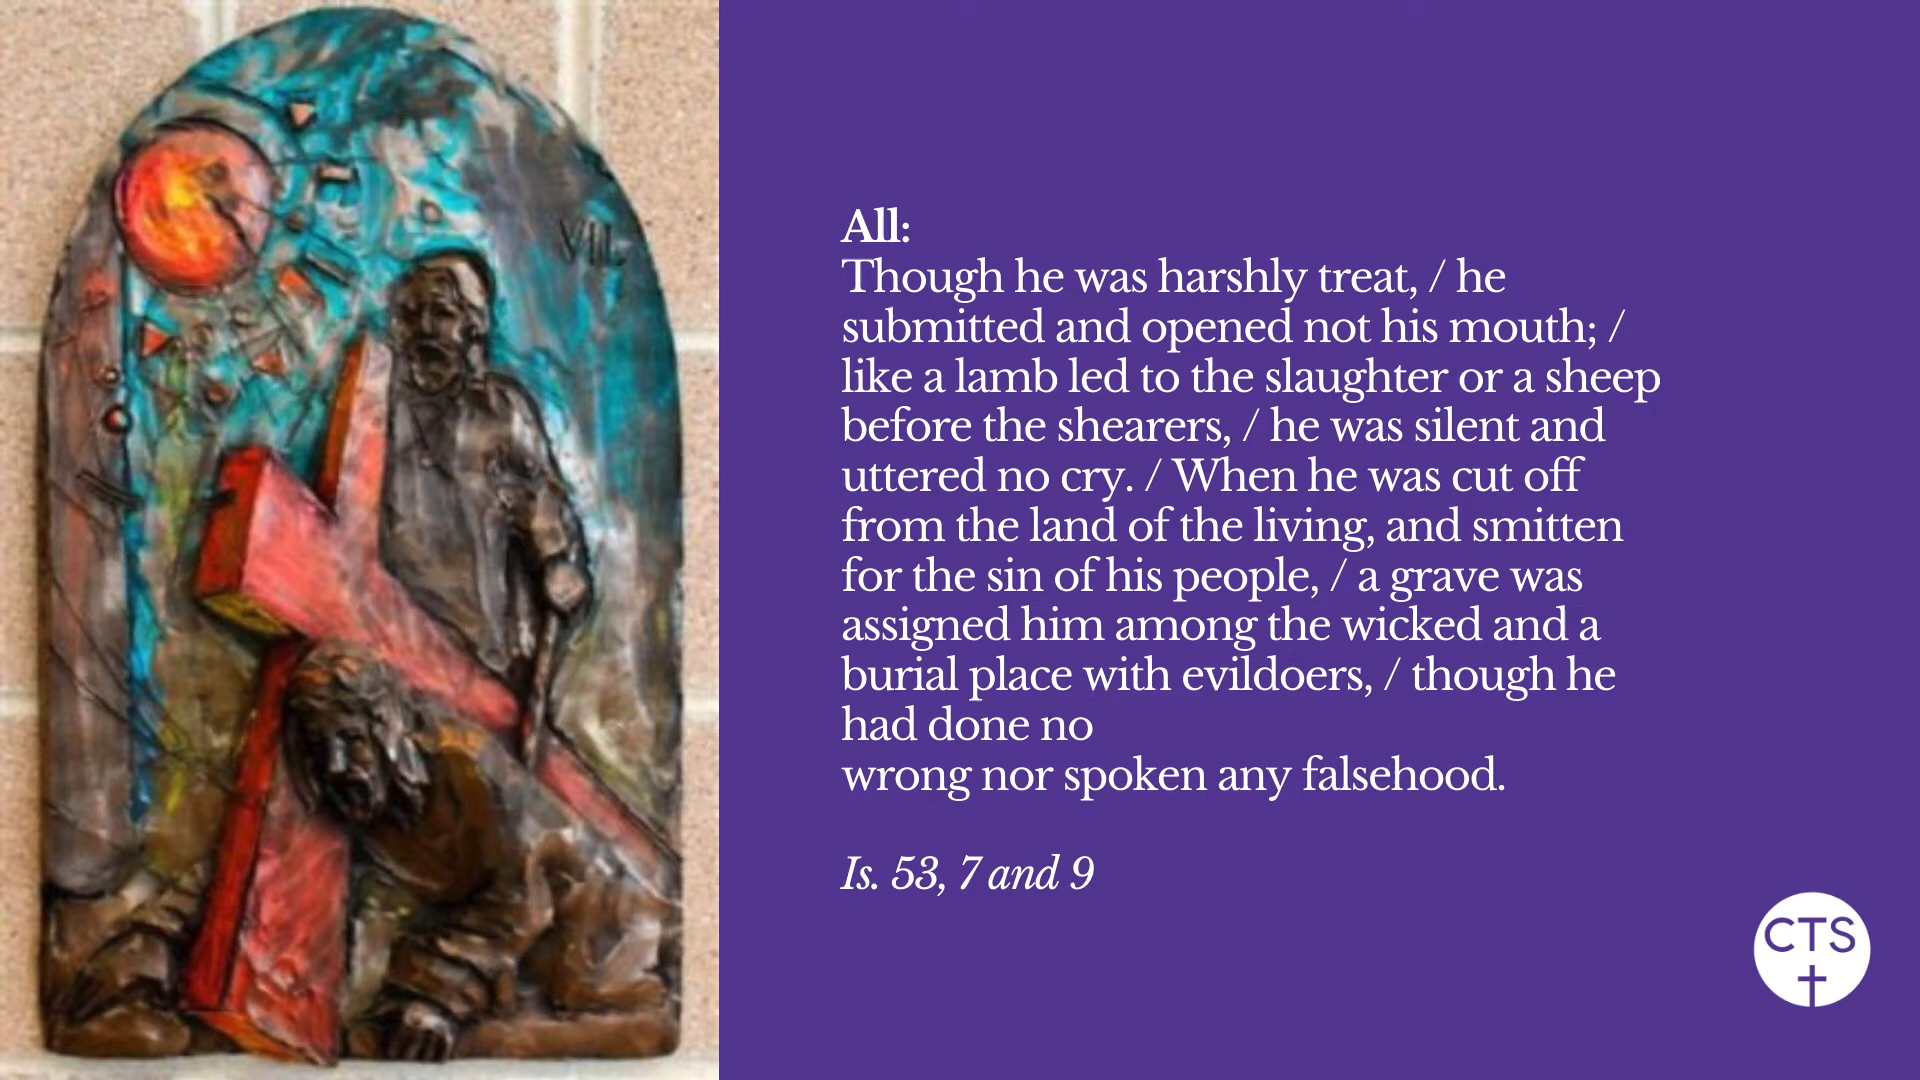 VII
All:
Though he was harshly treat, / he
submitted and opened not his mouth; /
like a lamb led to the slaughter or a sheep
before the shearers, / he was silent and
uttered no cry. / When he was cut off
from the land of the living, and smitten
for the sin of his people, / a grave was
assigned him among the wicked and a
burial place with evildoers, / though he
had done no
wrong nor spoken any falsehood.
Is. 53, 7 and 9
CTS